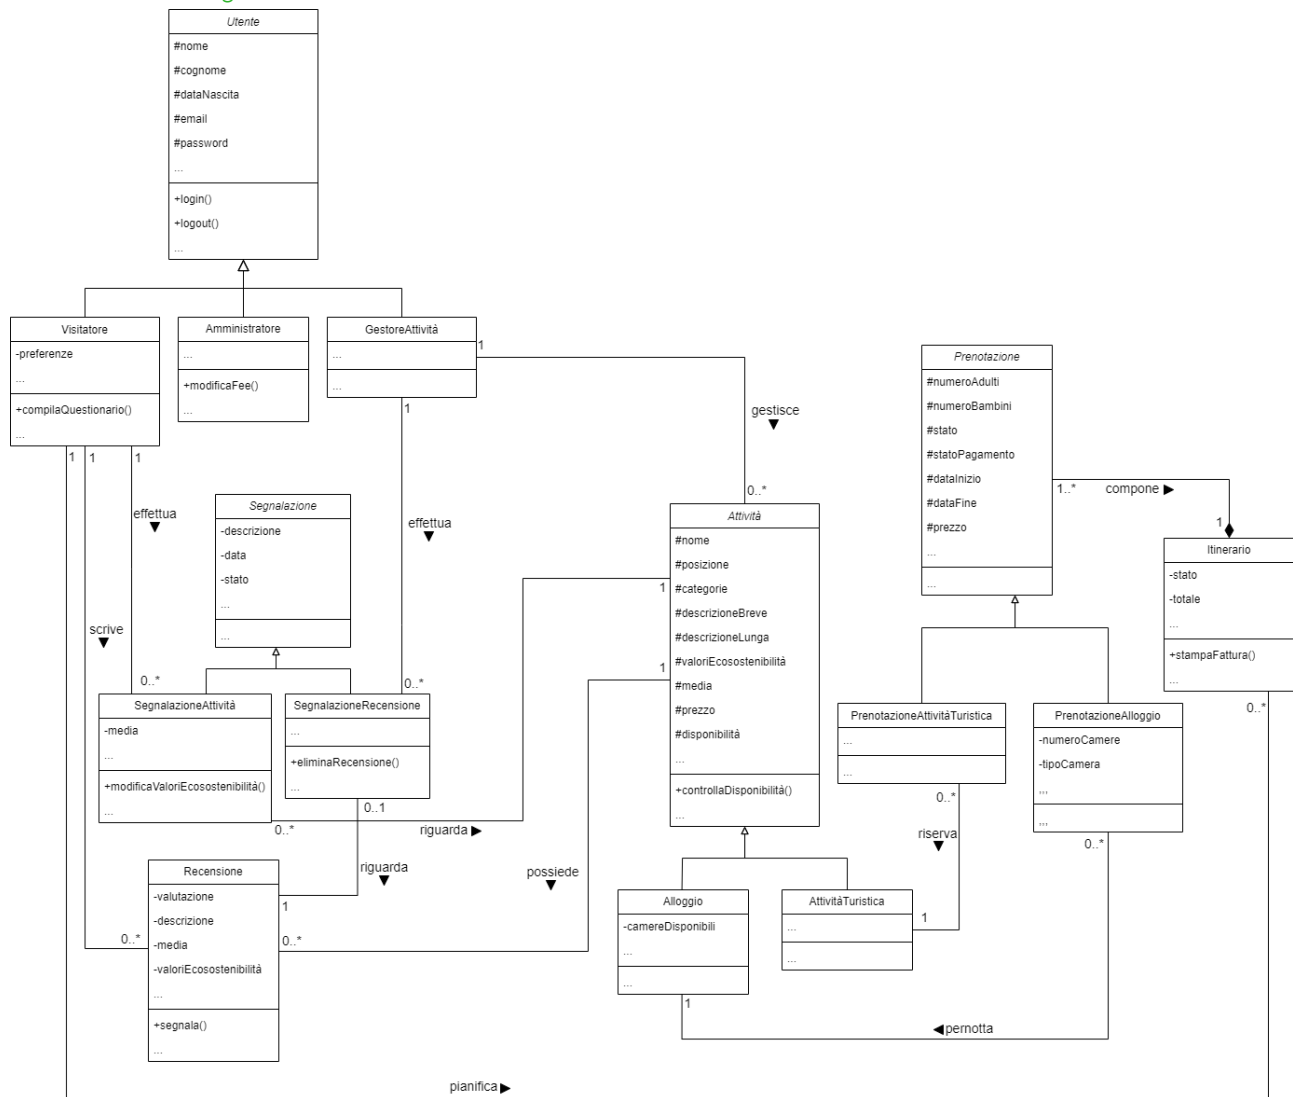 Utente
#nome
#cognome
#dataNascita
#email
#password
...
+login()
+logout()
...
Visitatore
-preferenze
...
+compilaQuestionario()
...
Amministratore
...
+modificaFee()
...
GestoreAttività
...
...
1
gestisce
0..*
1
effettua
0..*
1
1
1
effettua
0..*
scrive
0..*
Segnalazione
-descrizione
-data
-stato
...
...
SegnalazioneAttività
-media
...
+modificaValoriEcosostenibilità()
...
SegnalazioneRecensione
...
+eliminaRecensione()
...
0..*
riguarda
1
0..1
riguarda
1
Recensione
-valutazione
-descrizione
-media
-valoriEcosostenibilità
...
+segnala()
...
0..*
possiede
1
Attività
#nome
#posizione
#categorie
#descrizioneBreve
#descrizioneLunga
#valoriEcosostenibilità
#media
#prezzo
#disponibilità
...
+controllaDisponibilità()
...
Alloggio
-camereDisponibili
...
...
AttivitàTuristica
...
...
Prenotazione
#numeroAdulti
#numeroBambini
#stato
#statoPagamento
#dataInizio
#dataFine
#prezzo
...
...
1..*
compone
1
Itinerario
-stato
-totale
...
+stampaFattura()
...
0..*
PrenotazioneAttivitàTuristica
...
...
0..*
riserva
1
PrenotazioneAlloggio
-numeroCamere
-tipoCamera
,,,
,,,
0..*
1
pernotta
pianifica